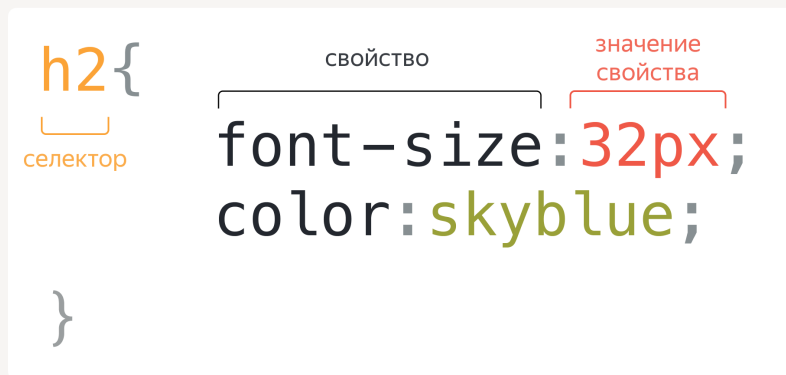 h2{
свойство
значение
свойства
селектор
font-size:32px;
color:skyblue;
}